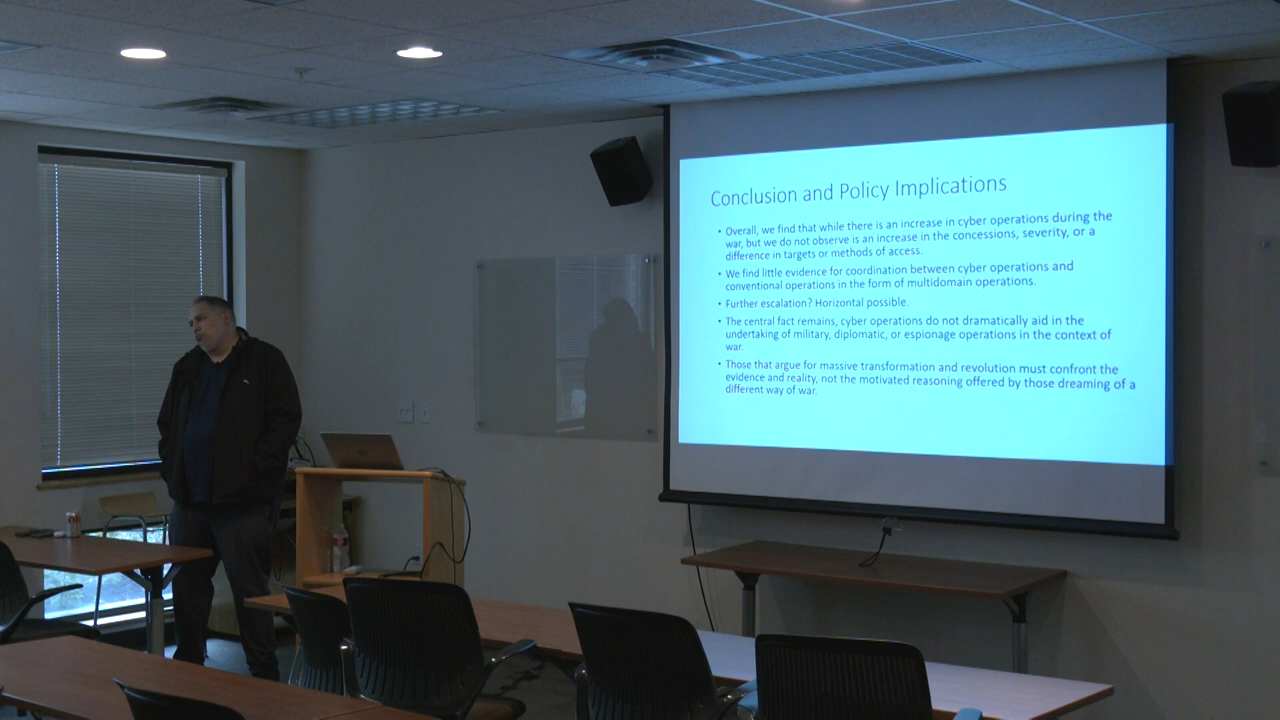 Conclusion and Policy Implications
• Overall, we find that while there is an increase in cyber operations during the
war, but we do not observe is an increase in the concessions, severity, or a
difference in targets or methods of access.
• We find little evidence for coordination between cyber operations and
conventional operations in the form of multidomain operations.
• Further escalation? Horizontal possible.
• The central fact remains, cyber operations do not dramatically aid in the
undertaking of military, diplomatic, or espionage operations in the context of
war.
• Those that argue for massive transformation and revolution must confront the
evidence and reality, not the motivated reasoning offered by those dreaming of a
different way of war.